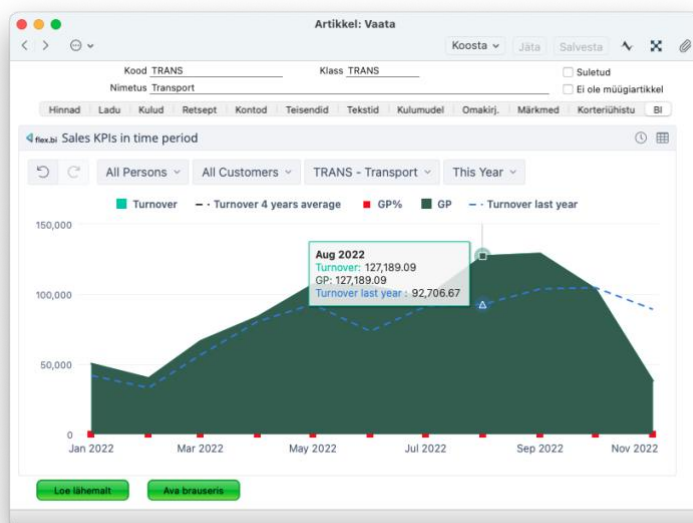 Artikkel: Vaata
Koosta Jäta Salvesta
Kood TRANS Klass TRANS Suletud
Nimetus Transport Ei ole müügiartikkel
Hinnad Ladu Kulud Retsept Kontod Teisendid Tekstid Kulumudel Omakirj. Märkmed Korteriühistu BI
flex.bi Sales KPIs in time period
All Persons All Customers TRANS - Transport This Year
Turnover Turnover 4 years average GP% GP Turnover last year
150,000
Aug 2022
Turnover: 127,189.09
GP: 127,189.09
Turnover last year : 92,706.67
100,000
50,000
0
Jan 2022 Mar 2022 May 2022 Jul 2022 Sep 2022 Nov 2022
Loe lähemalt Ava brauseris